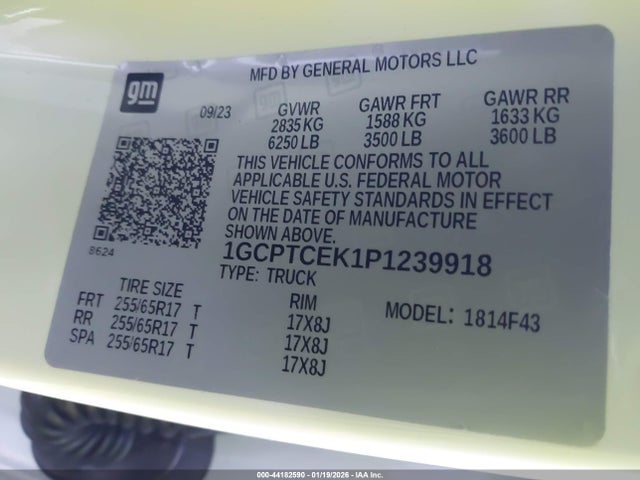 gm
MFD BY GENERAL MOTORS LLC
09/23
GVWR GAWR FRT GAWR RR
2835 KG 1588 KG 1633 KG
6250 LB 3500 LB 3600 LB
THIS VEHICLE CONFORMS TO ALL
APPLICABLE U.S. FEDERAL MOTOR
VEHICLE SAFETY STANDARDS IN EFFECT
ON THE DATE OF MANUFACTURE
SHOWN ABOVE.
8624
1GCPTCEK1P1239918
TYPE: TRUCK
TIRE SIZE RIM MODEL: 1814F43
FRT 255/65R17 T 17X8J
RR 255/65R17 T 17X8J
SPA 255/65R17 T 17X8J
000-44182590 - 01/19/2026 - IAA Inc.